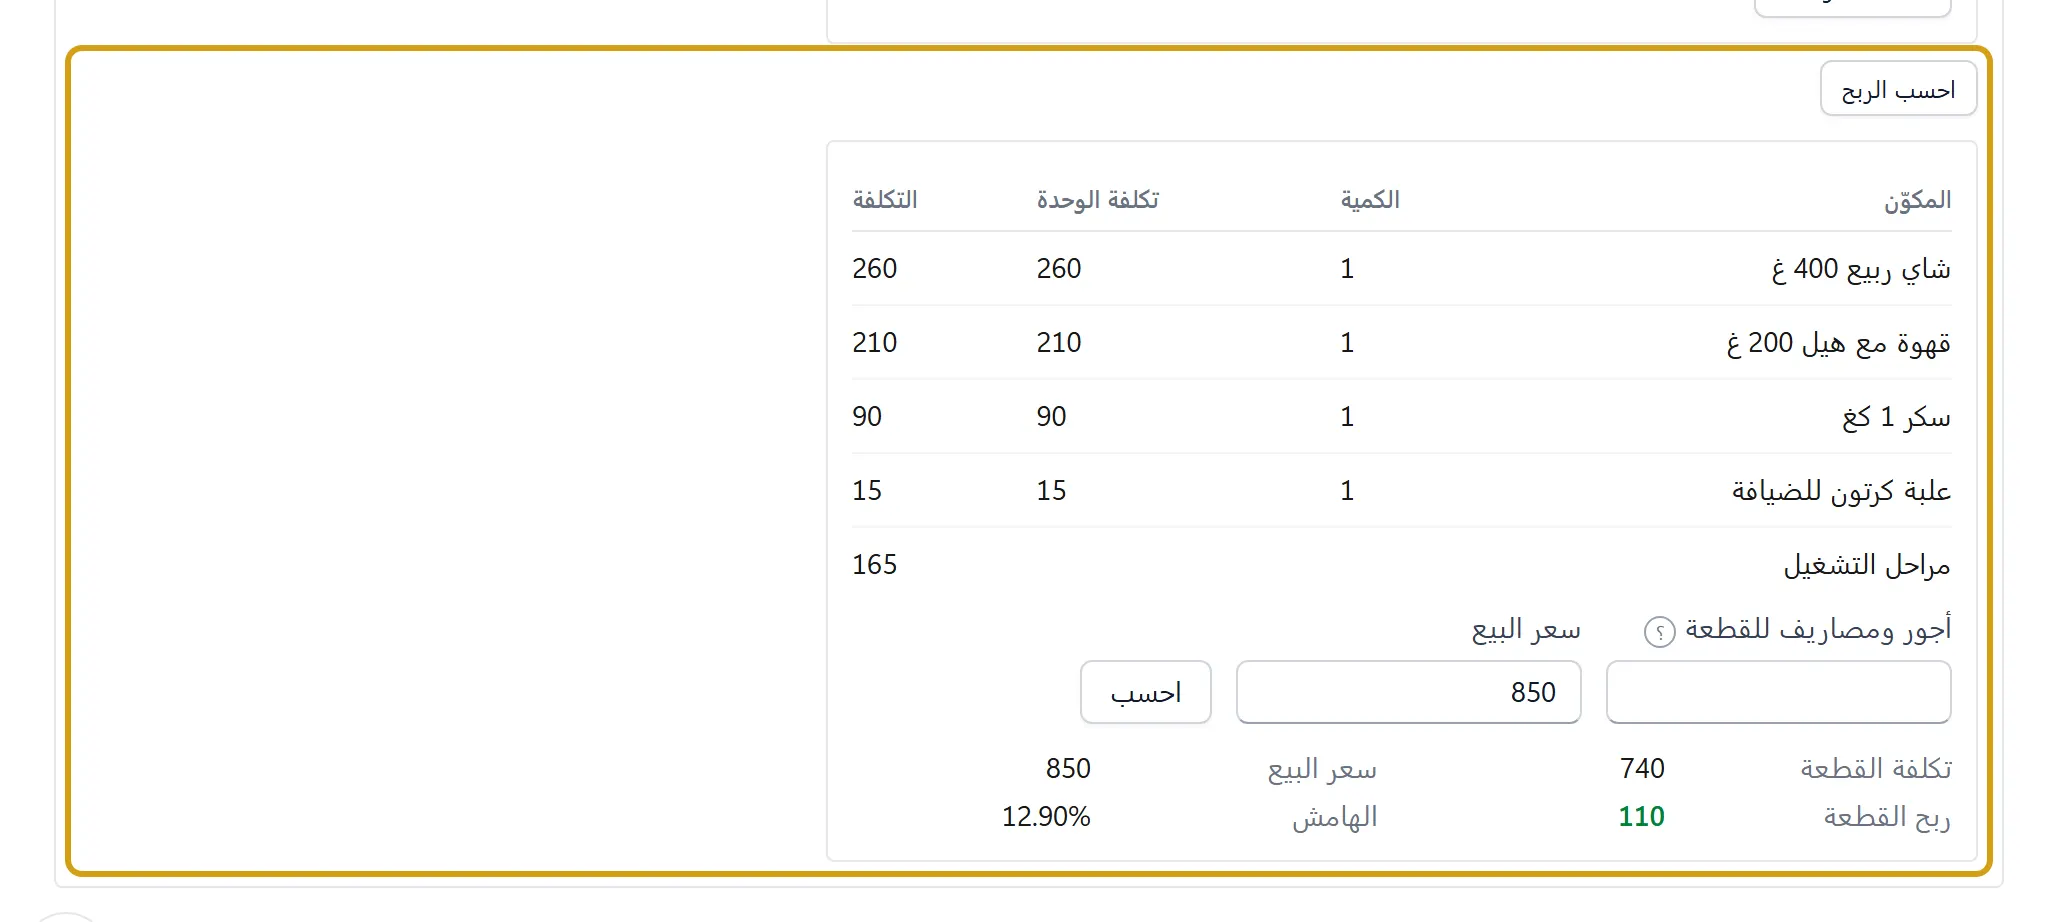 احسب الربح
المكوّن الكمية تكلفة الوحدة التكلفة
شاي ربيع 400 غ 1 260 260
قهوة مع هيل 200 غ 1 210 210
سكر 1 كغ 1 90 90
علبة كرتون للضيافة 1 15 15
مراحل التشغيل 165
أجور ومصاريف للقطعة ؟ سعر البيع
850 احسب
تكلفة القطعة 740 سعر البيع 850
ربح القطعة 110 الهامش 12.90%